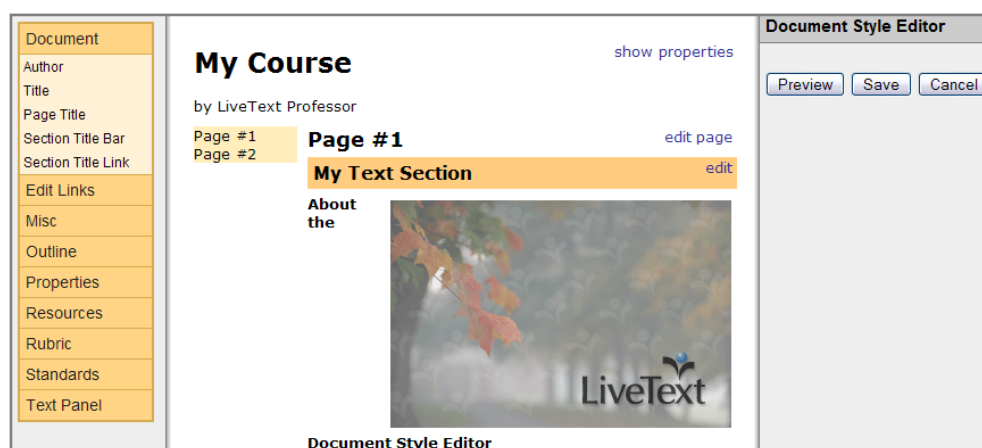 Document
Author
Title
Page Title
Section Title Bar
Section Title Link
Edit Links
Misc
Outline
Properties
Resources
Rubric
Standards
Text Panel
My Course
show properties
by LiveText Professor
Page #1
Page #2
Page #1
edit page
My Text Section
edit
About
the
LiveText
Document Style Editor
Document Style Editor
Preview
Save
Cancel